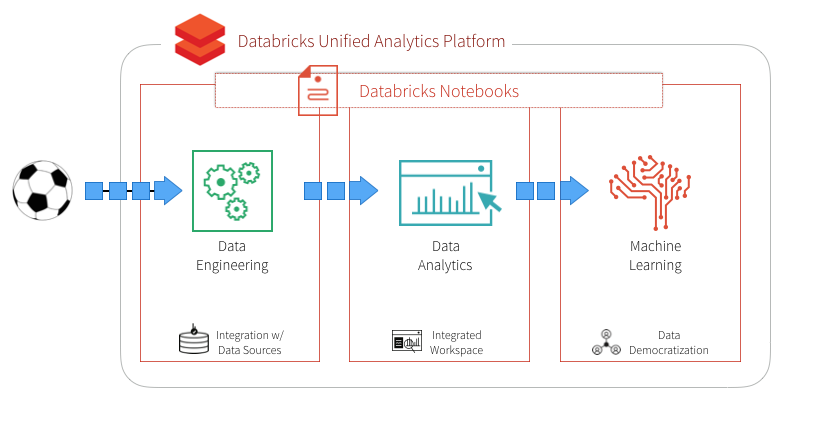 Databricks Unified Analytics Platform
Databricks Notebooks
Data
Engineering
Data
Analytics
Machine
Learning
Integration w/
Data Sources
Integrated
Workspace
Data
Democratization